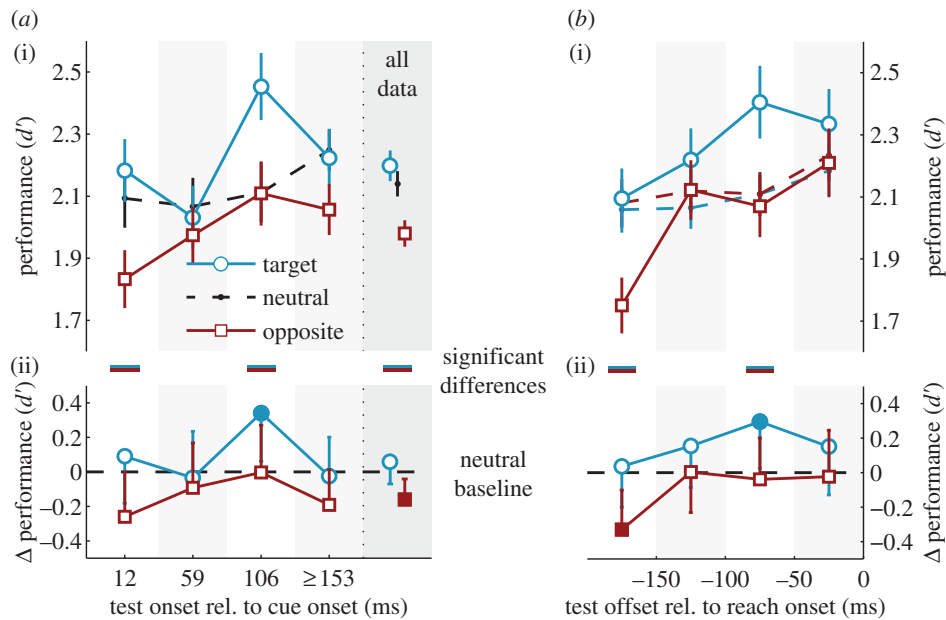 (a)
(i)
performance (d′)
2.5
2.3
2.1
1.9
1.7
all
data
target
neutral
opposite
(ii)
Δ performance (d′)
0.4
0.2
0
−0.2
−0.4
12 59 106 ≥153
test onset rel. to cue onset (ms)
significant
differences
neutral
baseline
(b)
(i)
2.5
2.3
2.1
1.9
1.7
performance (d′)
(ii)
0.4
0.2
0
−0.2
−0.4
Δ performance (d′)
−150 −100 −50 0
test offset rel. to reach onset (ms)